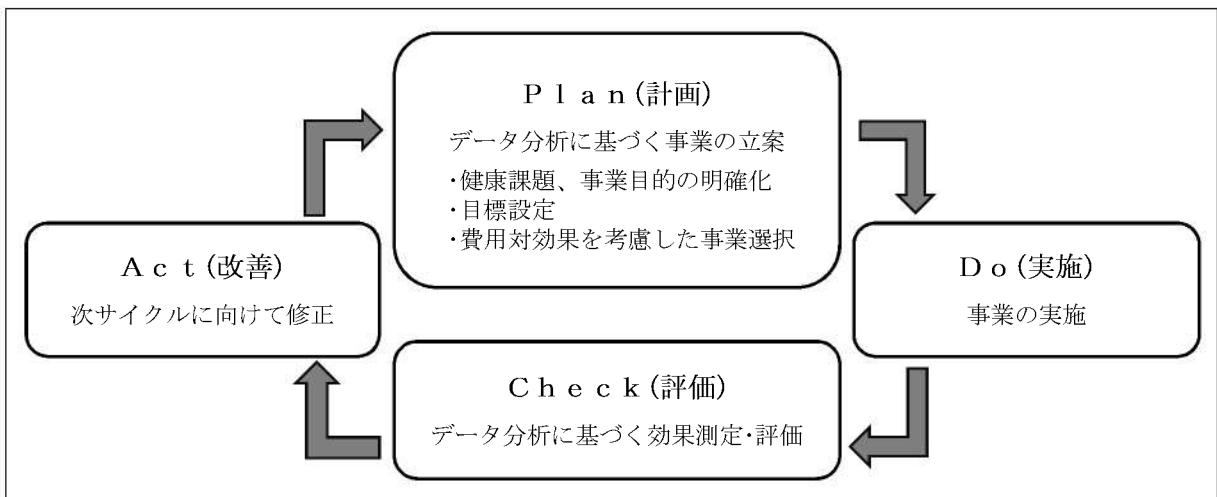 Plan(計画)
データ分析に基づく事業の立案
・健康課題、事業目的の明確化
・目標設定
・費用対効果を考慮した事業選択
Do(実施)
事業の実施
Check(評価)
データ分析に基づく効果測定・評価
Act(改善)
次サイクルに向けて修正